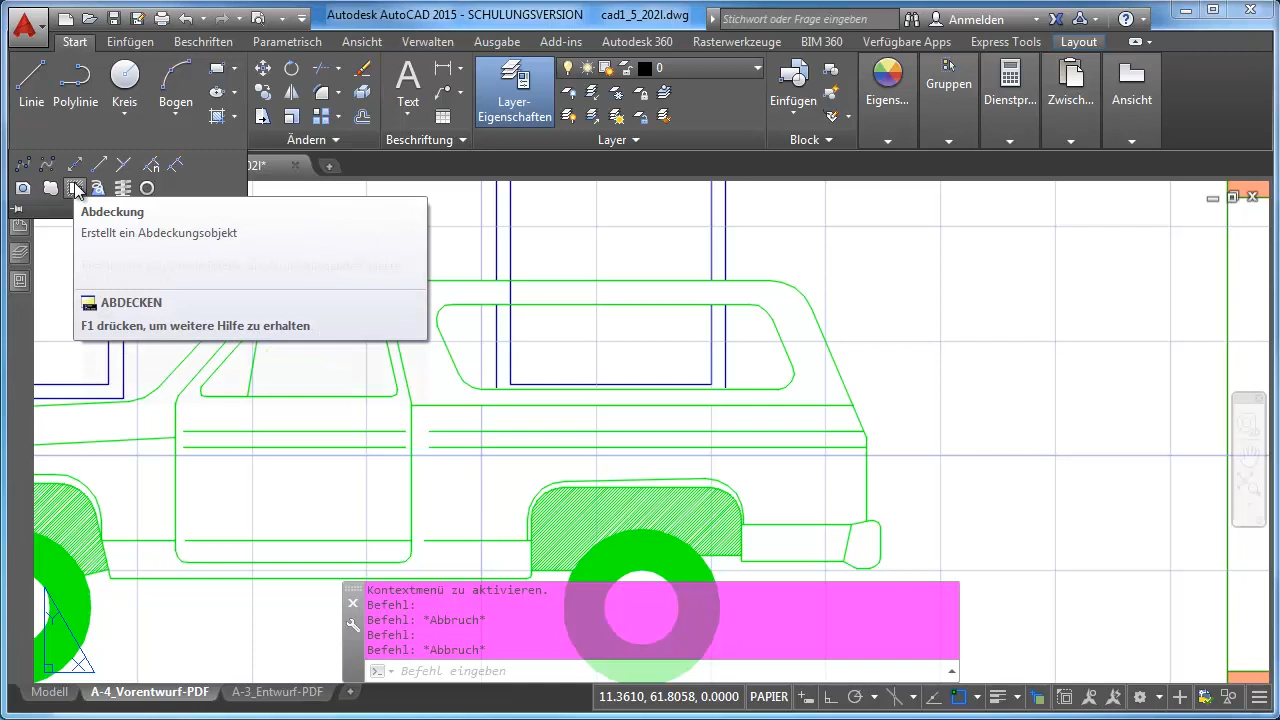 Autodesk AutoCAD 2015 - SCHULUNGSVERSION cad1_5_202I.dwg
Stichwort oder Frage eingeben
Anmelden
Start Einfügen Beschriften Parametrisch Ansicht Verwalten Ausgabe Add-ins Autodesk 360 Rasterwerkzeuge BIM 360 Verfügbare Apps Express Tools Layout
Linie Polylinie Kreis Bogen
Text
Layer-
Eigenschaften
0
Einfügen
Eigens...
Gruppen
Dienstpr...
Zwisch...
Ansicht
Ändern Beschriftung Layer Block
02I*
Abdeckung
Erstellt ein Abdeckungsobjekt
ABDECKEN
F1 drücken, um weitere Hilfe zu erhalten
Kontextmenü zu aktivieren.
Befehl:
Befehl: *Abbruch*
Befehl:
Befehl: *Abbruch*
Befehl eingeben
Y
X
Modell A-4_Vorentwurf-PDF A-3_Entwurf-PDF
11.3610, 61.8058, 0.0000 PAPIER